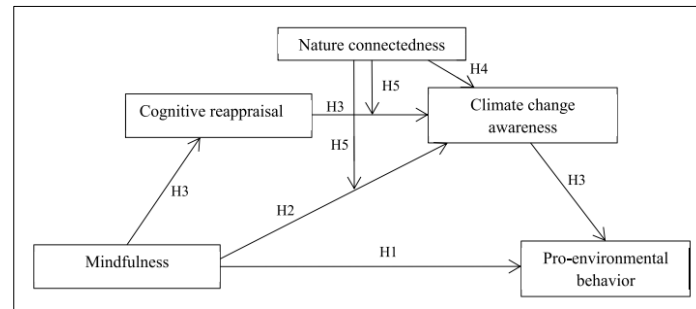 Nature connectedness
H4
H5
Cognitive reappraisal
H3
Climate change
awareness
H5
H3
H3
H2
Mindfulness
H1
Pro-environmental
behavior